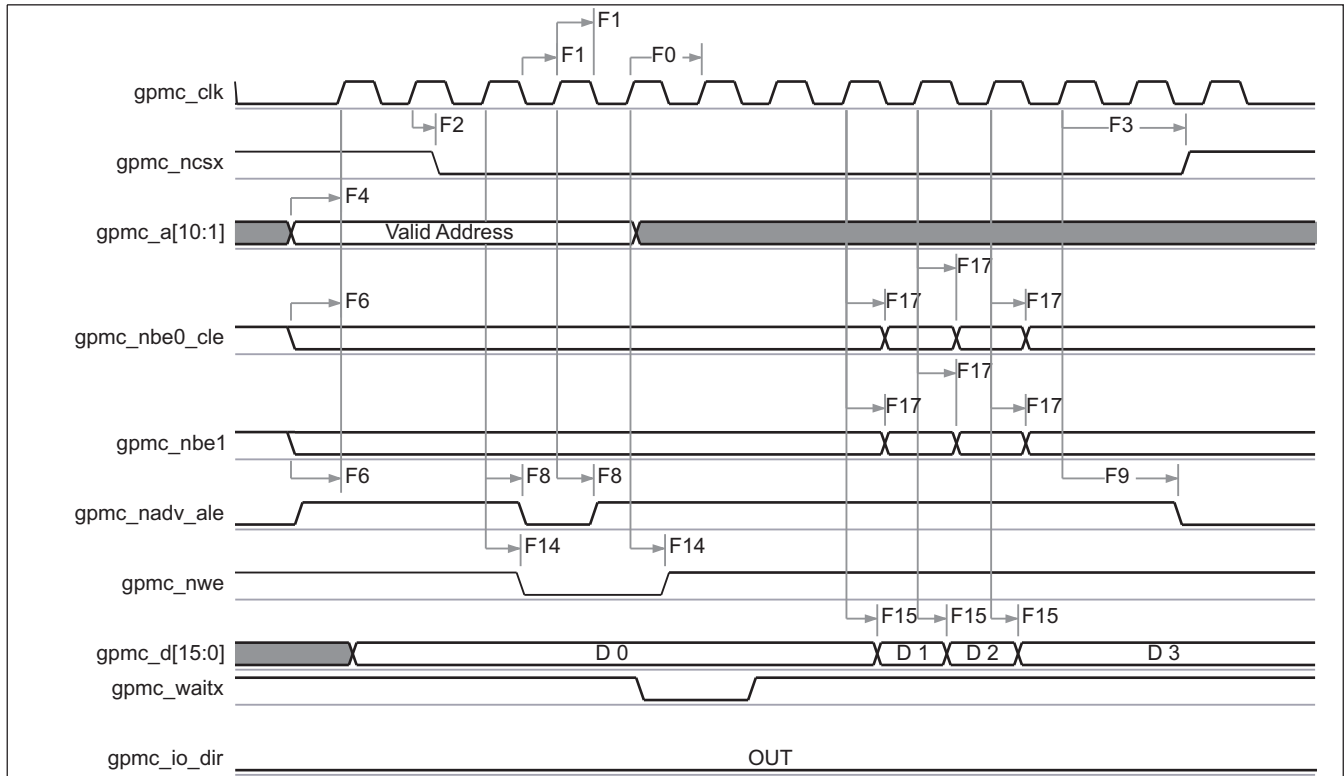 F1
F1 F0
gpmc_clk
F2 F3
gpmc_ncsx
F4
gpmc_a[10:1] Valid Address
F17
F6 F17 F17
gpmc_nbe0_cle
F17
F17 F17
gpmc_nbe1
F6 F8 F8 F9
gpmc_nadv_ale
F14 F14
gpmc_nwe
F15 F15 F15
gpmc_d[15:0] D 0 D 1 D 2 D 3
gpmc_waitx
gpmc_io_dir OUT